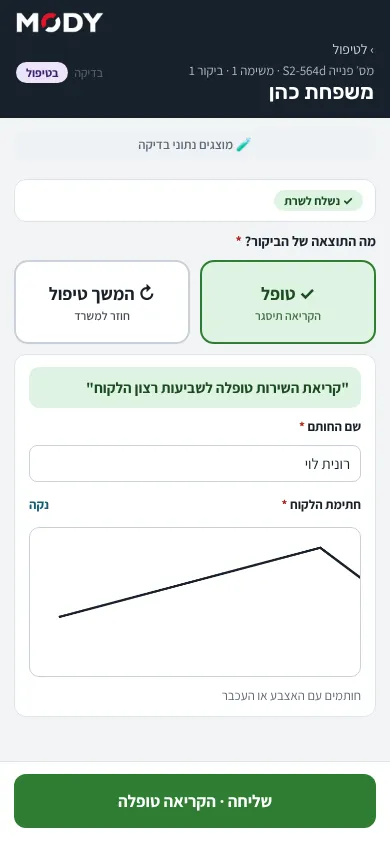 MODY
‹ לטיפול
מס' פנייה S2-564d · משימה 1 · ביקור 1
בדיקה
בטיפול
משפחת כהן
🧪 מוצגים נתוני בדיקה
✓ נשלח לשרת
מה התוצאה של הביקור? *
✓ טופל
הקריאה תיסגר
↻ המשך טיפול
חוזר למשרד
"קריאת השירות טופלה לשביעות רצון הלקוח"
שם החותם *
רונית לוי
חתימת הלקוח *
נקה
חותמים עם האצבע או העכבר
שליחה · הקריאה טופלה